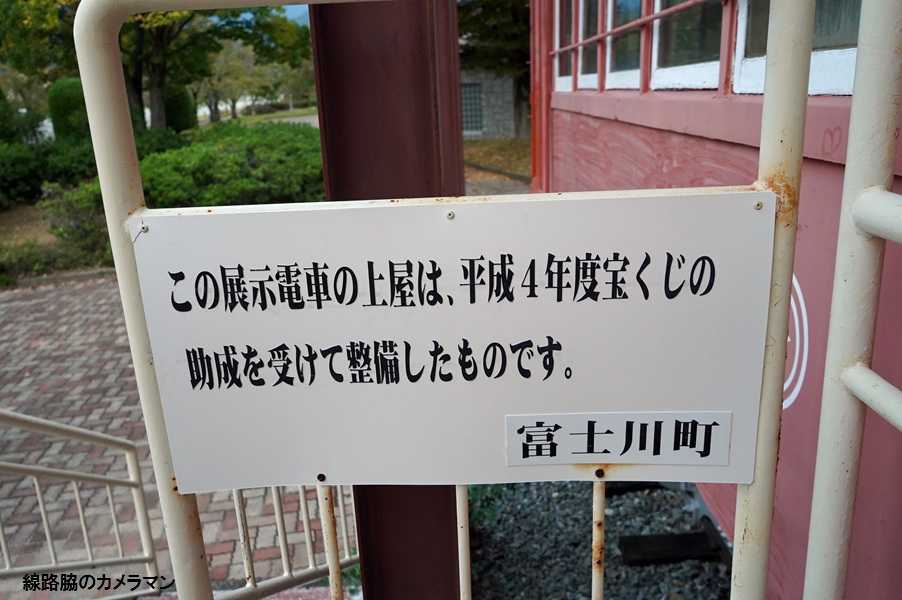 この展示電車の上屋は、平成４年度宝くじの
助成を受けて整備したものです。
富士川町
線路脇のカメラマン